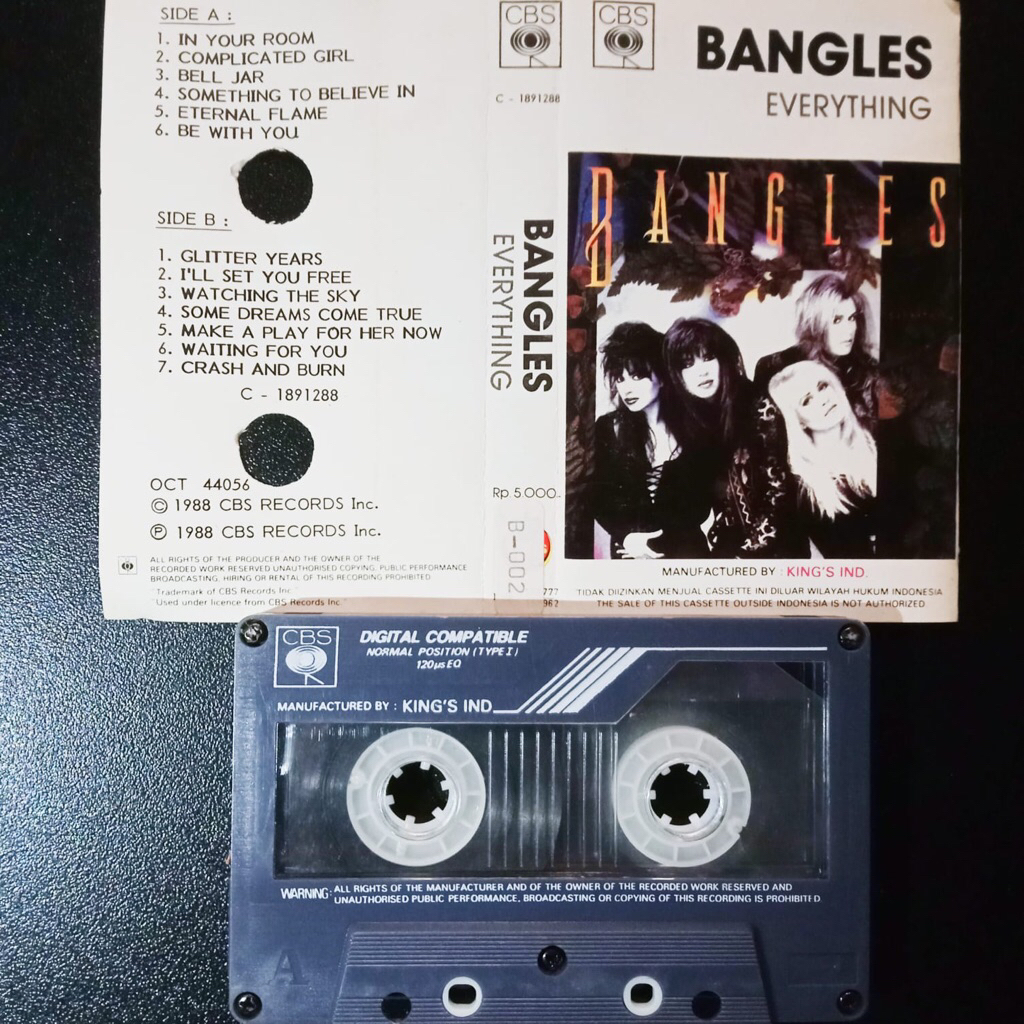 SIDE A :
1. IN YOUR ROOM
2. COMPLICATED GIRL
3. BELL JAR
4. SOMETHING TO BELIEVE IN
5. ETERNAL FLAME
6. BE WITH YOU
SIDE B :
1. GLITTER YEARS
2. I'LL SET YOU FREE
3. WATCHING THE SKY
4. SOME DREAMS COME TRUE
5. MAKE A PLAY FOR HER NOW
6. WAITING FOR YOU
7. CRASH AND BURN
C - 1891288
OCT 44056
© 1988 CBS RECORDS Inc.
℗ 1988 CBS RECORDS Inc.
ALL RIGHTS OF THE PRODUCER AND THE OWNER OF THE
RECORDED WORK RESERVED UNAUTHORISED COPYING, PUBLIC PERFORMANCE
BROADCASTING, HIRING OR RENTAL OF THIS RECORDING PROHIBITED
"Trademark of CBS Records Inc."
"Used under licence from CBS Records Inc."
CBS
C - 1891288
BANGLES
EVERYTHING
Rp 5.000.-
B-002
777
962
CBS
BANGLES
EVERYTHING
BANGLES
MANUFACTURED BY : KING'S IND.
TIDAK DIIZINKAN MENJUAL CASSETTE INI DILUAR WILAYAH HUKUM INDONESIA
THE SALE OF THIS CASSETTE OUTSIDE INDONESIA IS NOT AUTHORIZED
CBS
DIGITAL COMPATIBLE
NORMAL POSITION (TYPE I)
120µs EQ
MANUFACTURED BY : KING'S IND
WARNING: ALL RIGHTS OF THE MANUFACTURER AND OF THE OWNER OF THE RECORDED WORK RESERVED AND
UNAUTHORISED PUBLIC PERFORMANCE, BROADCASTING OR COPYING OF THIS RECORDING IS PROHIBITED
A